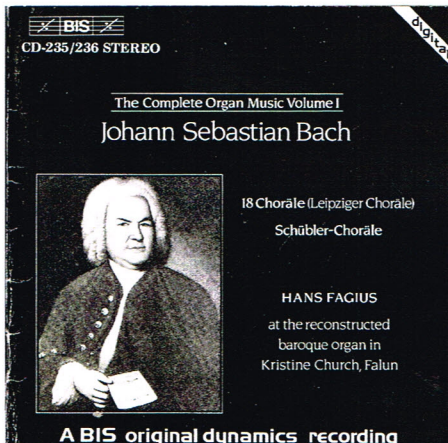 BIS
digital
CD-235/236 STEREO
The Complete Organ Music Volume I
Johann Sebastian Bach
18 Choräle (Leipziger Choräle)
Schübler-Choräle
HANS FAGIUS
at the reconstructed
baroque organ in
Kristine Church, Falun
A BIS original dynamics recording